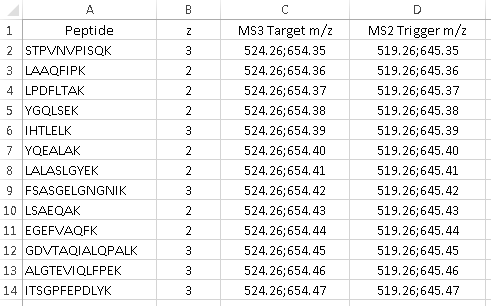 A B C D
1 Peptide z MS3 Target m/z MS2 Trigger m/z
2 STPVNVPISQK 3 524.26;654.35 519.26;645.35
3 LAAQFIPK 2 524.26;654.36 519.26;645.36
4 LPDFLTAK 2 524.26;654.37 519.26;645.37
5 YGQLSEK 2 524.26;654.38 519.26;645.38
6 IHTLELK 3 524.26;654.39 519.26;645.39
7 YQEALAK 2 524.26;654.40 519.26;645.40
8 LALASLGYEK 2 524.26;654.41 519.26;645.41
9 FSASGELGNGNIK 3 524.26;654.42 519.26;645.42
10 LSAEQAK 2 524.26;654.43 519.26;645.43
11 EGEFVAQFK 2 524.26;654.44 519.26;645.44
12 GDVTAQIALQPALK 3 524.26;654.45 519.26;645.45
13 ALGTEVIQLFPPEK 3 524.26;654.46 519.26;645.46
14 ITSGPFEPDLYK 3 524.26;654.47 519.26;645.47